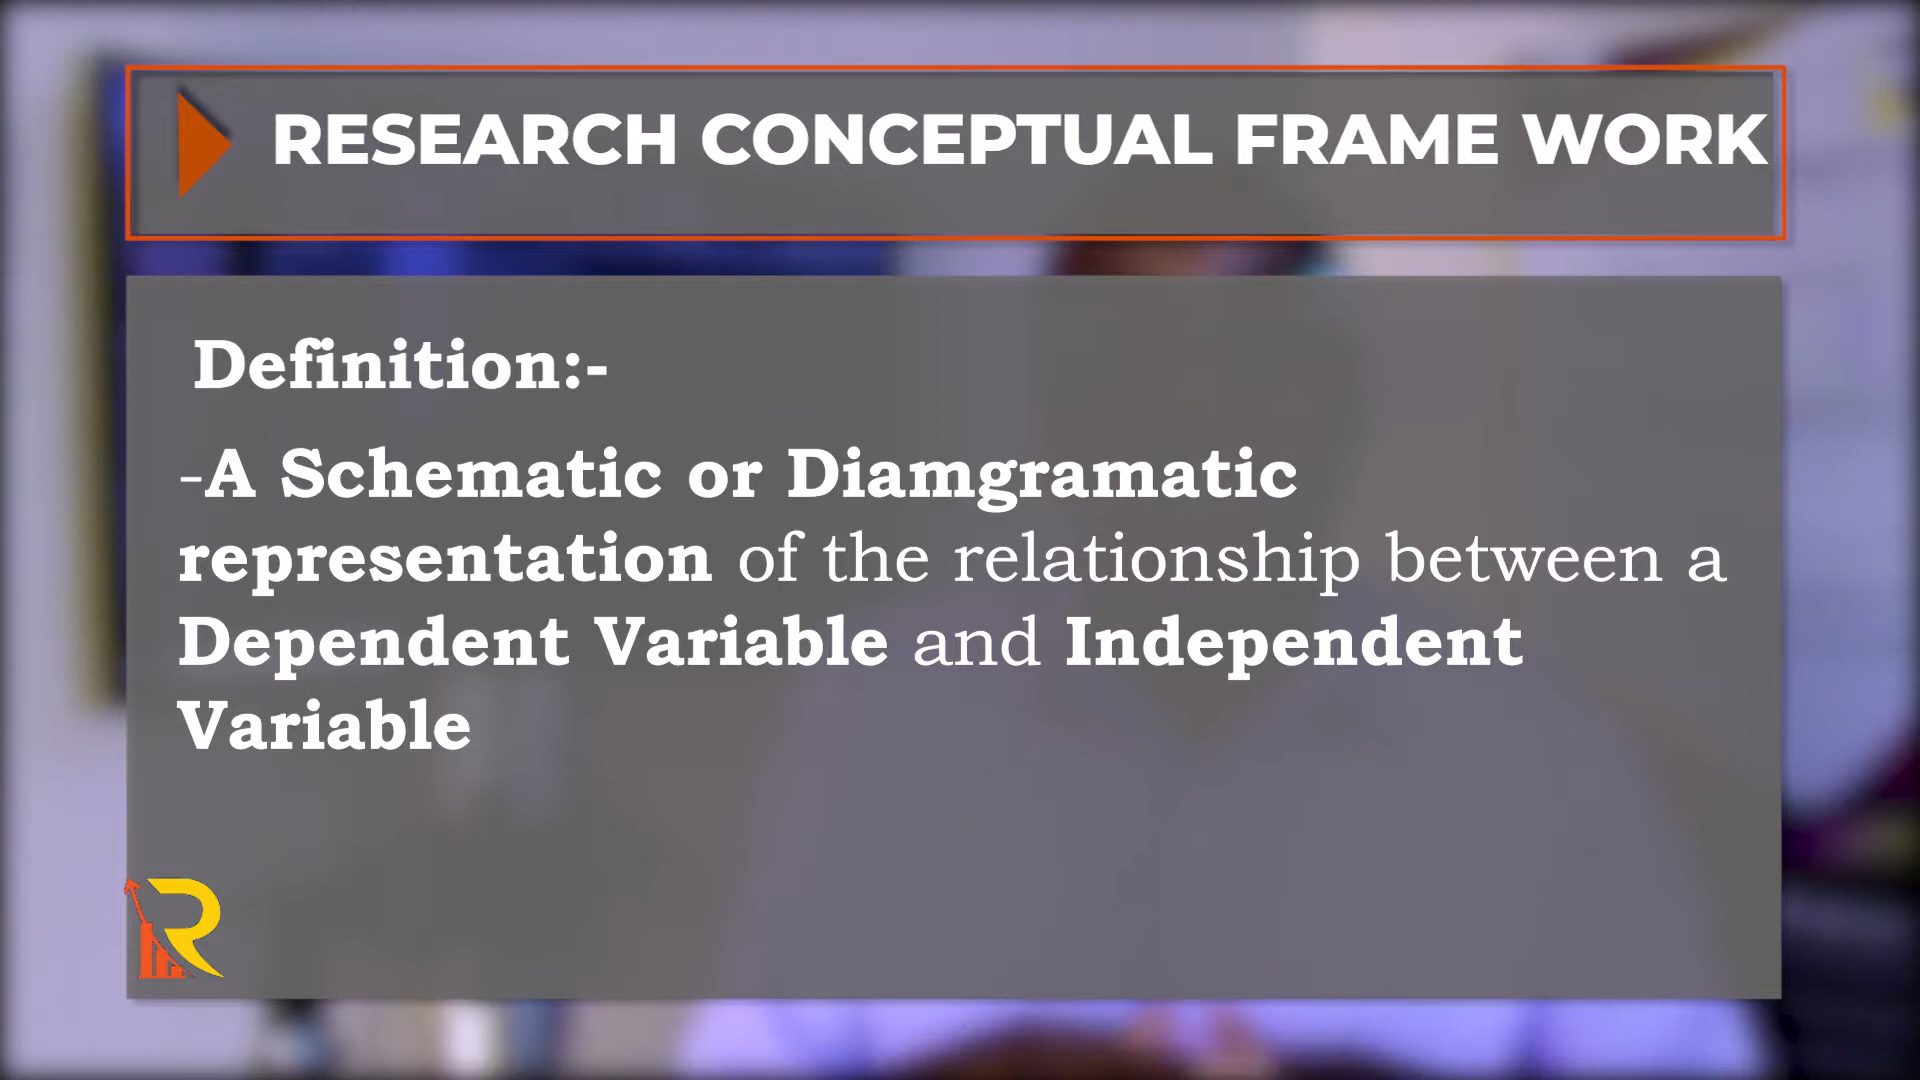 RESEARCH CONCEPTUAL FRAME WORK
Definition:-
-A Schematic or Diamgramatic
representation of the relationship between a
Dependent Variable and Independent
Variable
R